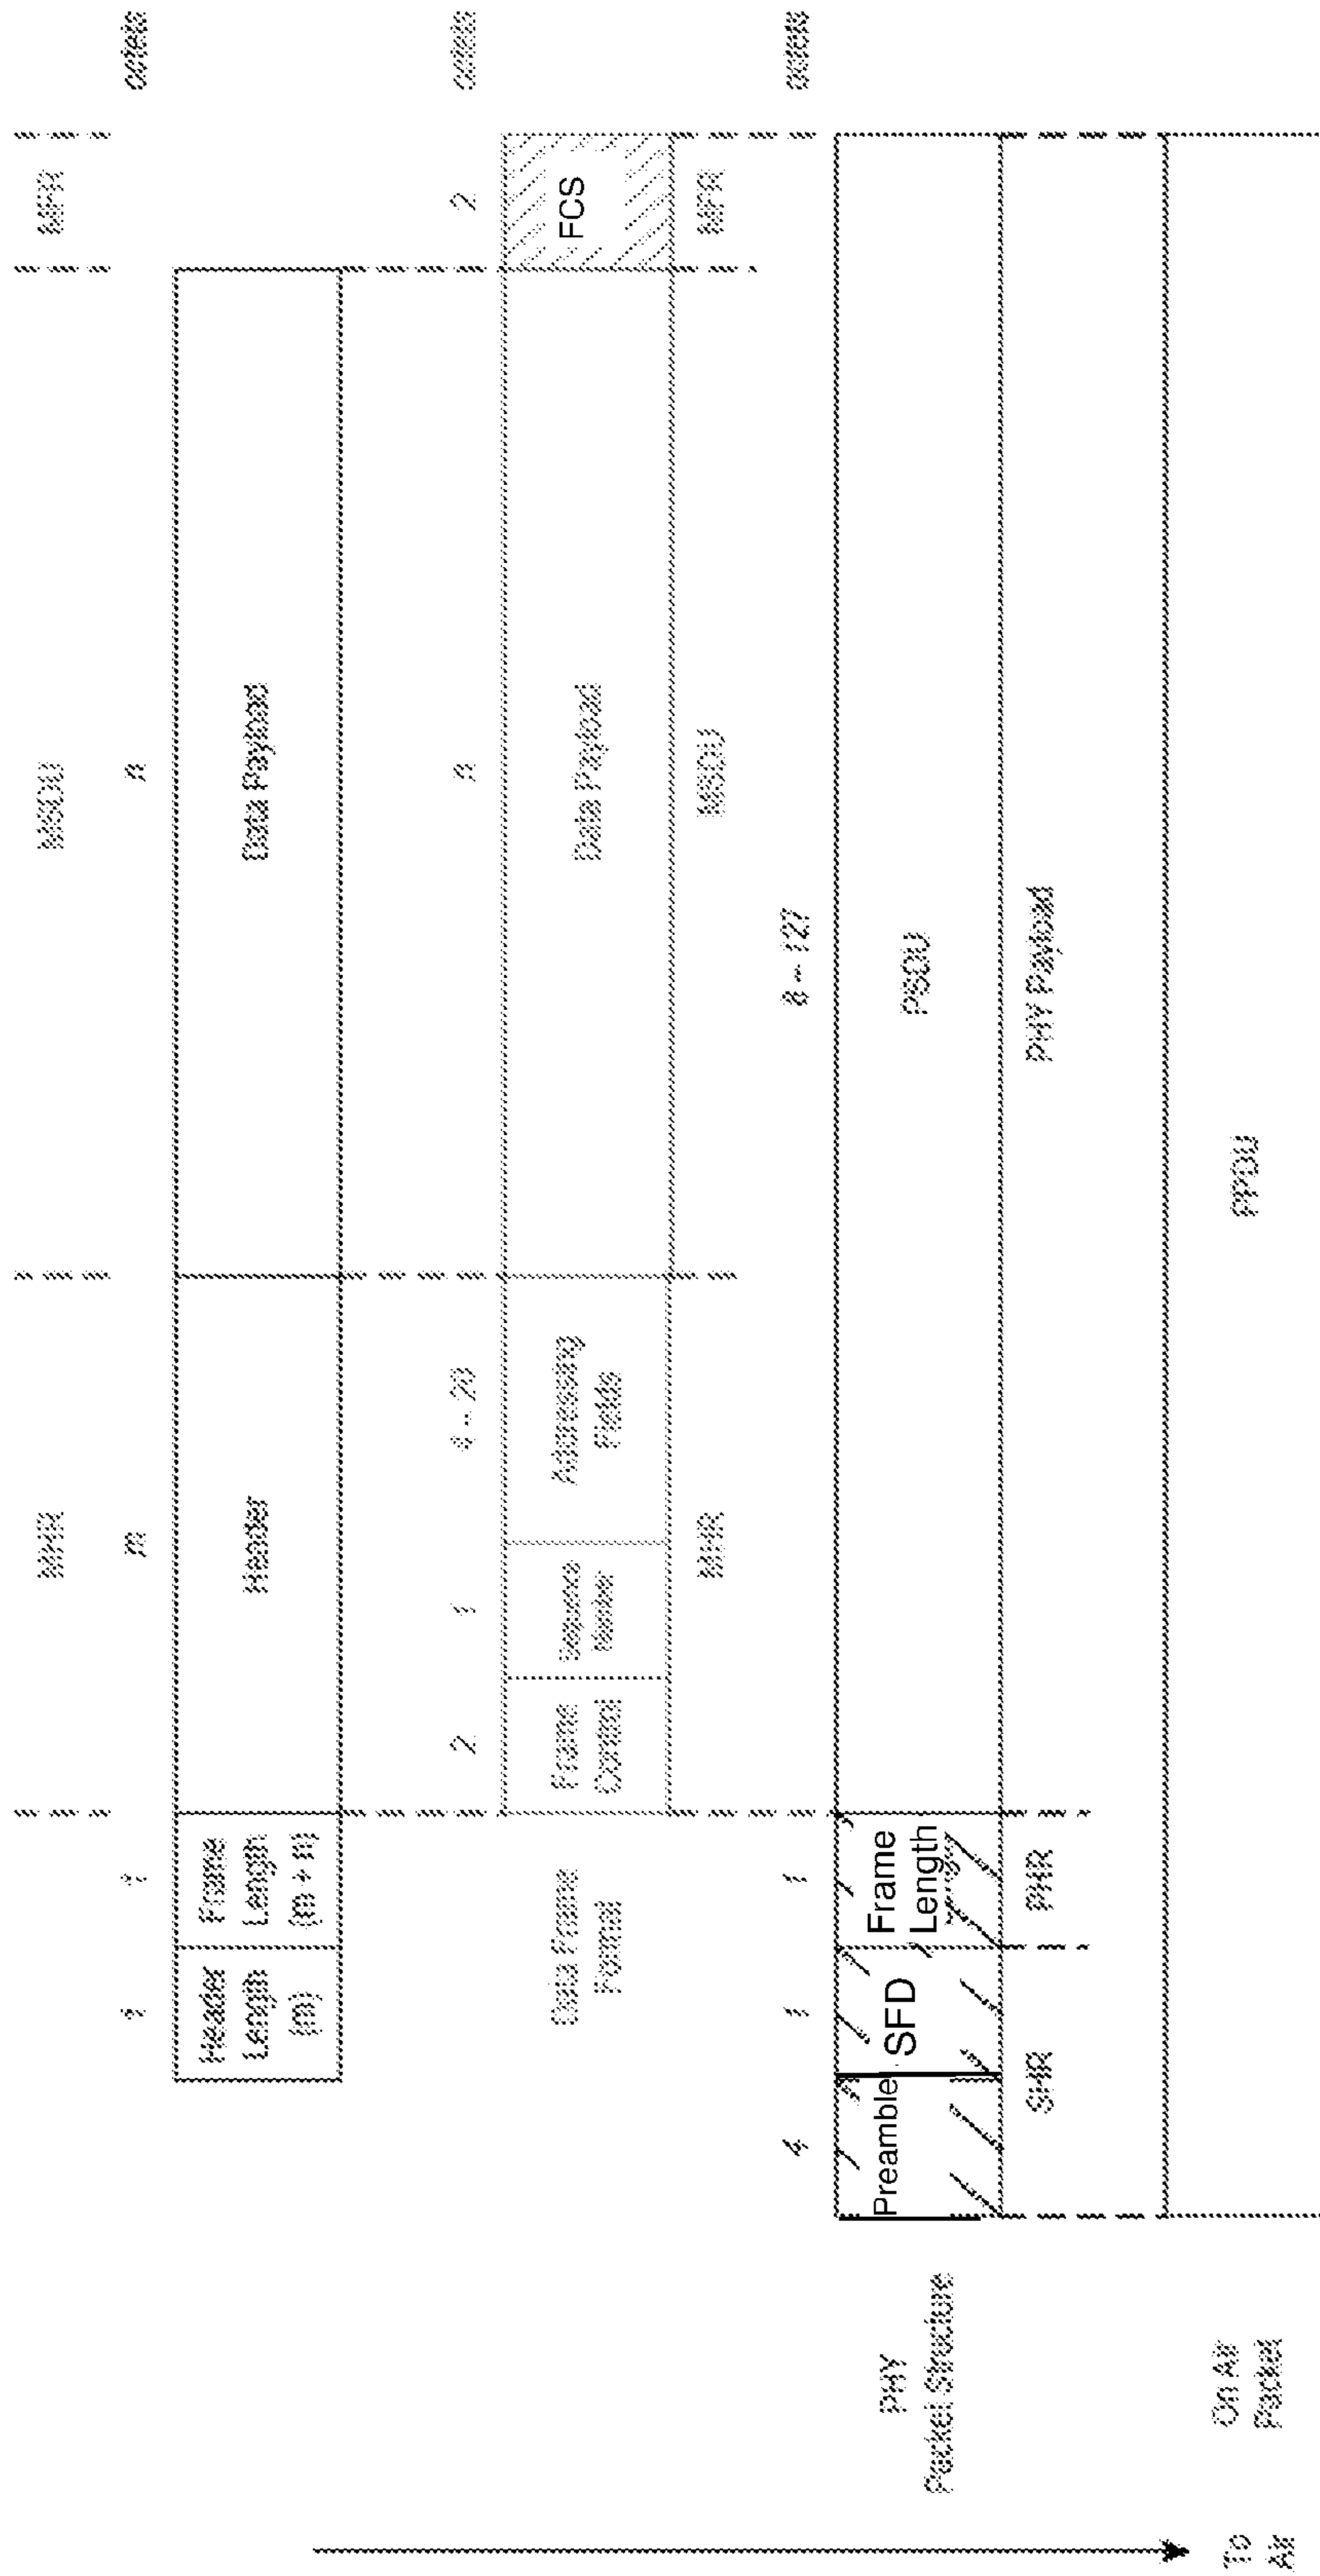 MHR MSDU MFR
1 1 m n octets
Header
Length
(m)
Frame
Length
(m + n)
Header
Data Payload
2 1 4 – 20 n 2 octets
Data Frame
Format
Frame
Control
Sequence
Number
Addressing
Fields
Data Payload
FCS
MHR MSDU MFR
4 1 1 8 – 127 octets
PHY
Packet Structure
Preamble
SFD
Frame
Length
PSDU
SHR PHR PHY Payload
To
Air
On Air
Packet
PPDU